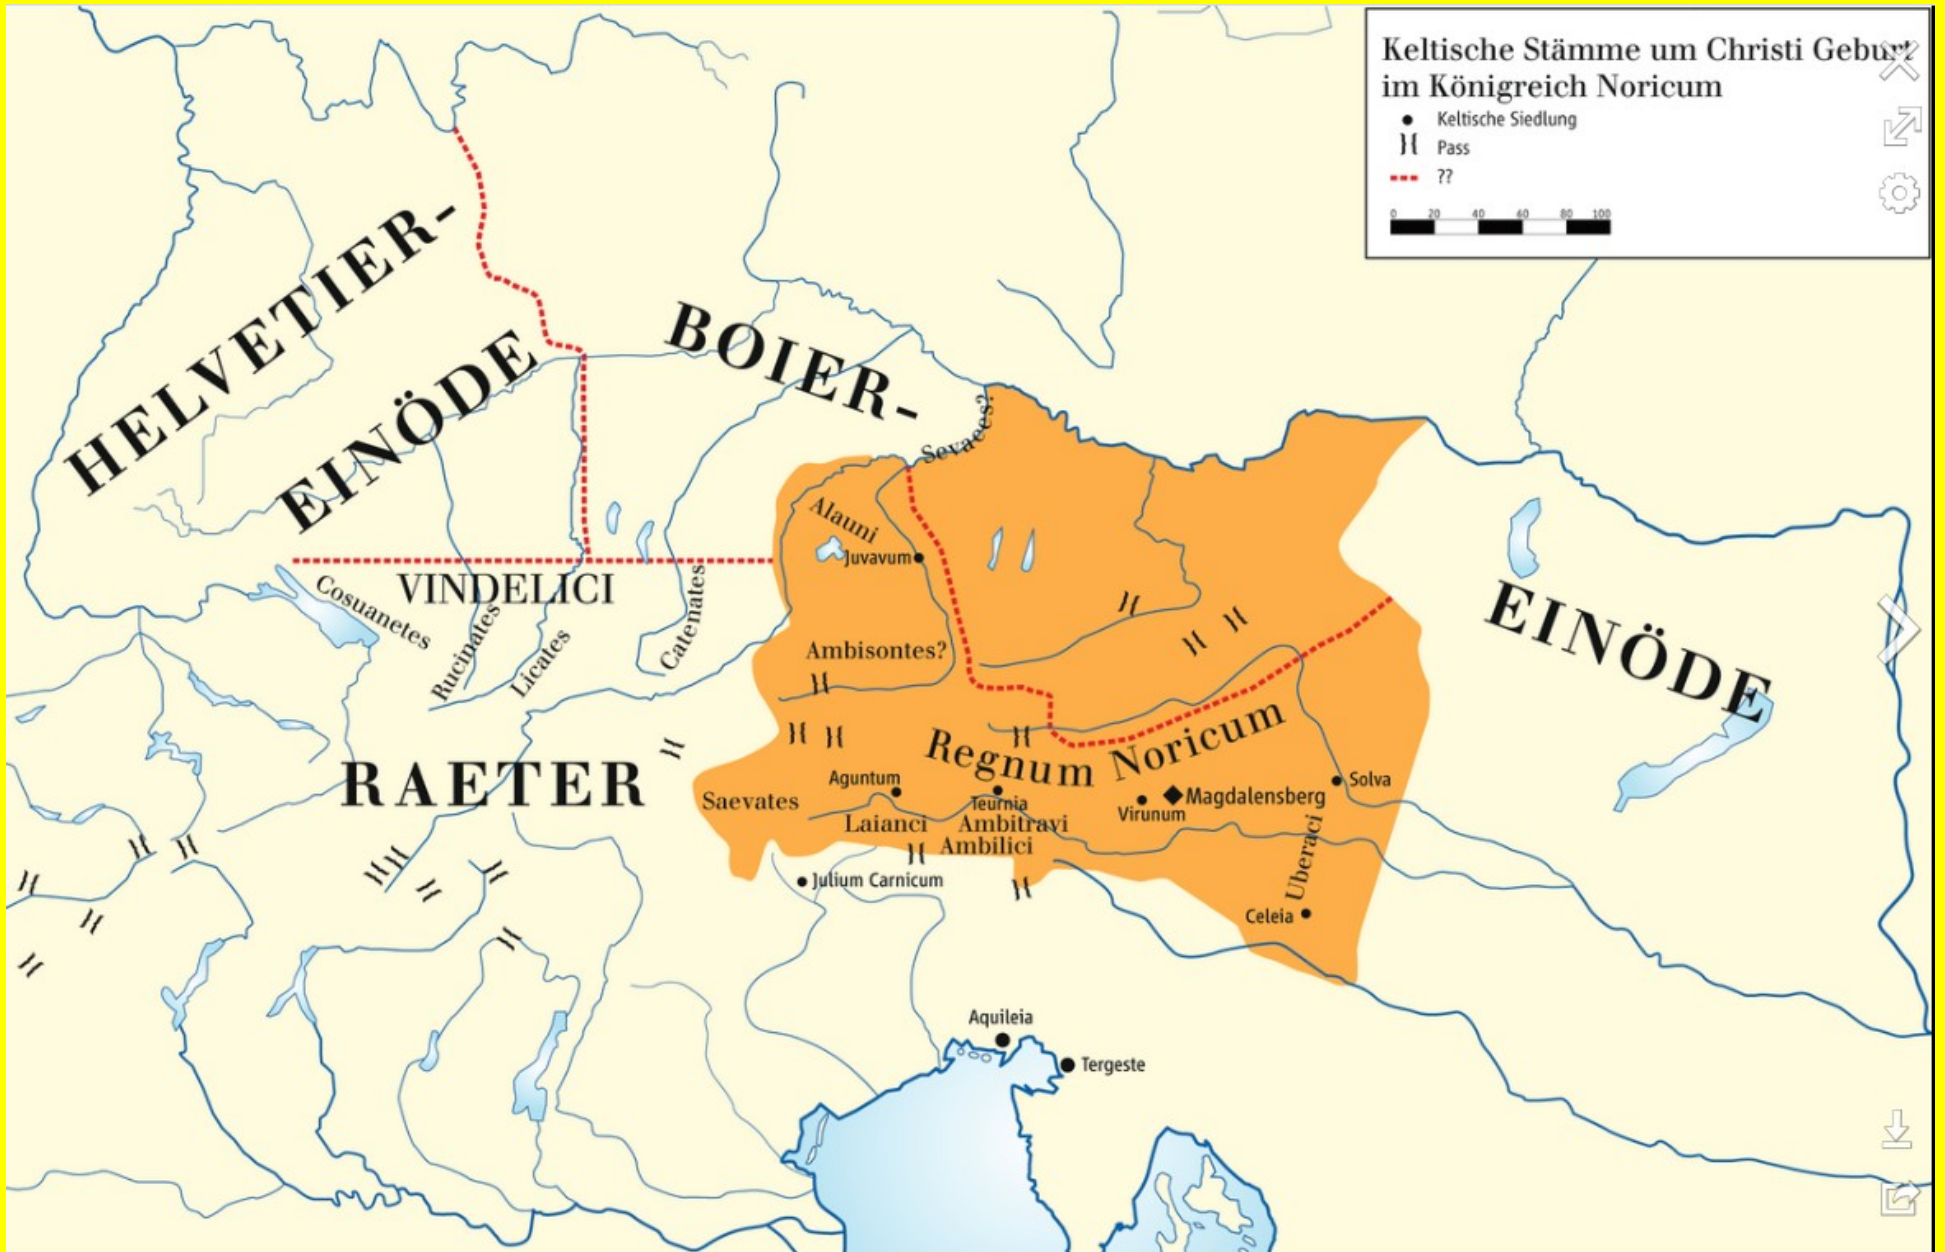 Keltische Stämme um Christi Geburt
im Königreich Noricum
Keltische Siedlung
Pass
??
0 20 40 60 80 100
HELVETIER-
EINÖDE
BOIER-
EINÖDE
Sevaees?
Alauni
Juvavum
VINDELICI
Cosuanetes
Rucinates
Licates
Catenates
Ambisontes?
RAETER
Regnum Noricum
Saevates
Aguntum
Laianci
Teurnia
Ambitravi
Ambilici
Virunum
Magdalensberg
Solva
Uberaci
Celeia
Julium Carnicum
Aquileia
Tergeste